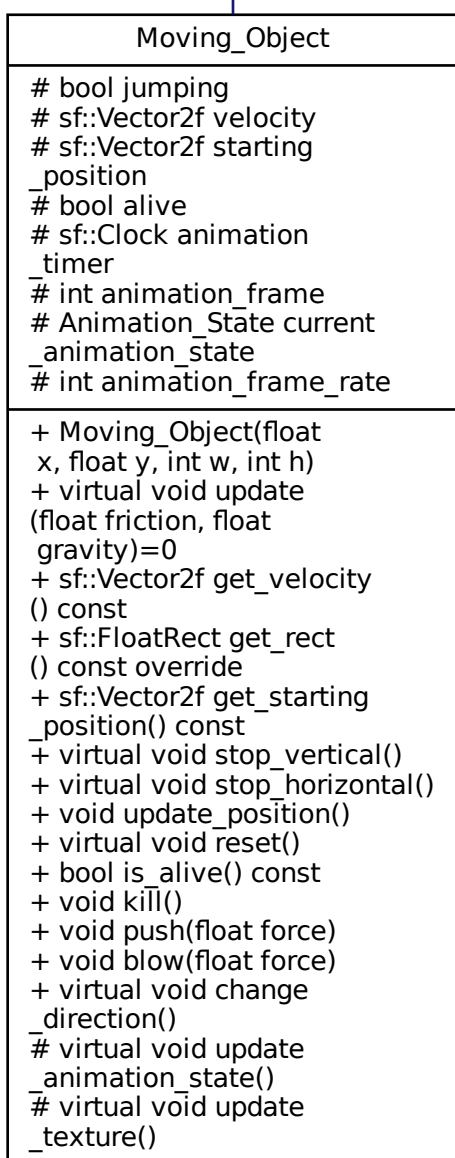 Moving_Object
# bool jumping
# sf::Vector2f velocity
# sf::Vector2f starting
_position
# bool alive
# sf::Clock animation
_timer
# int animation_frame
# Animation_State current
_animation_state
# int animation_frame_rate
+ Moving_Object(float
x, float y, int w, int h)
+ virtual void update
(float friction, float
gravity)=0
+ sf::Vector2f get_velocity
() const
+ sf::FloatRect get_rect
() const override
+ sf::Vector2f get_starting
_position() const
+ virtual void stop_vertical()
+ virtual void stop_horizontal()
+ void update_position()
+ virtual void reset()
+ bool is_alive() const
+ void kill()
+ void push(float force)
+ void blow(float force)
+ virtual void change
_direction()
# virtual void update
_animation_state()
# virtual void update
_texture()